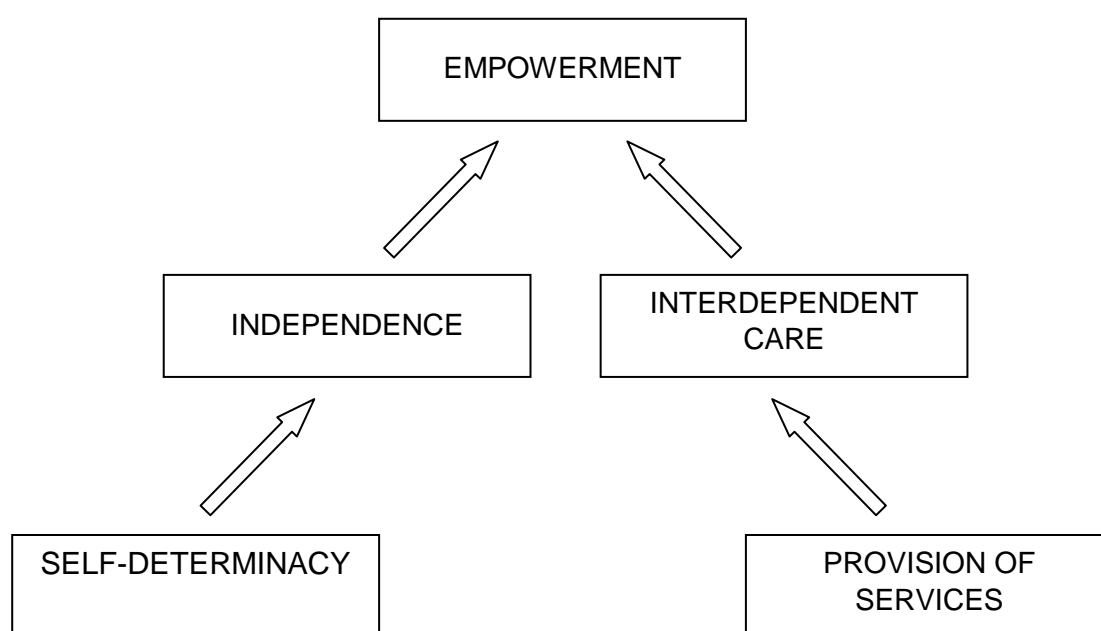 EMPOWERMENT
INDEPENDENCE
INTERDEPENDENT
CARE
SELF-DETERMINACY
PROVISION OF
SERVICES